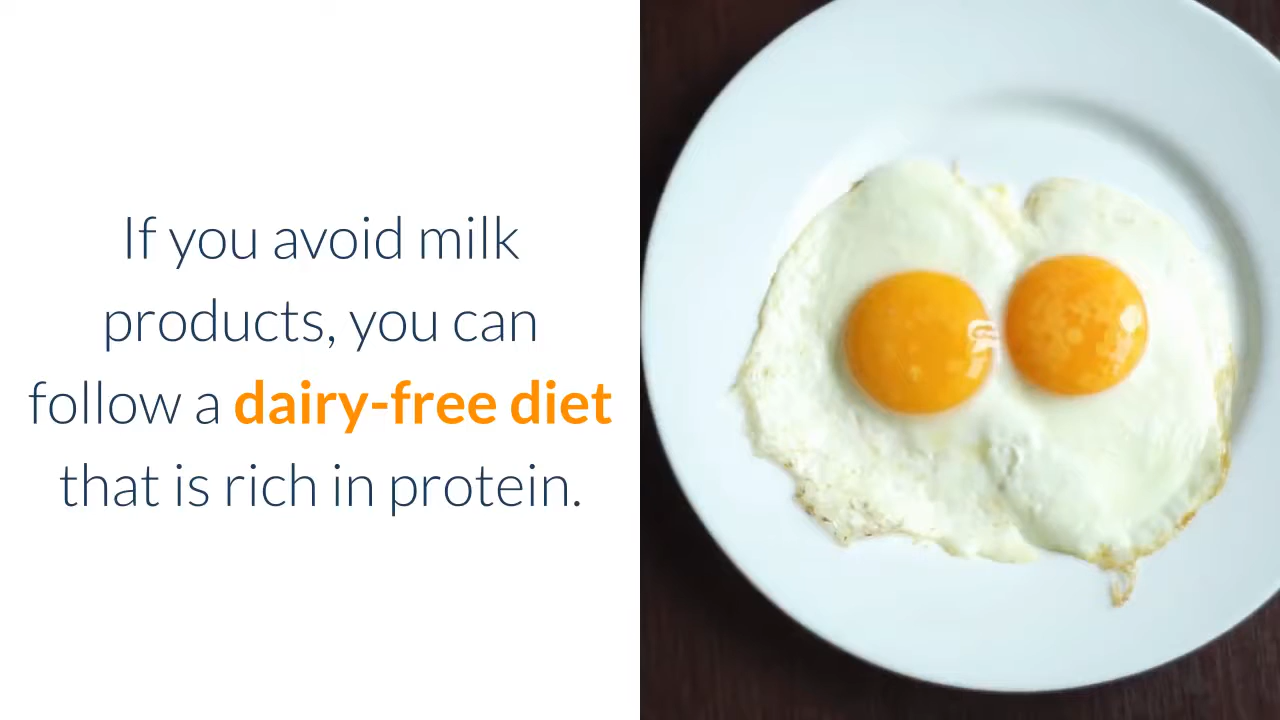 If you avoid milk
products, you can
follow a dairy-free diet
that is rich in protein.